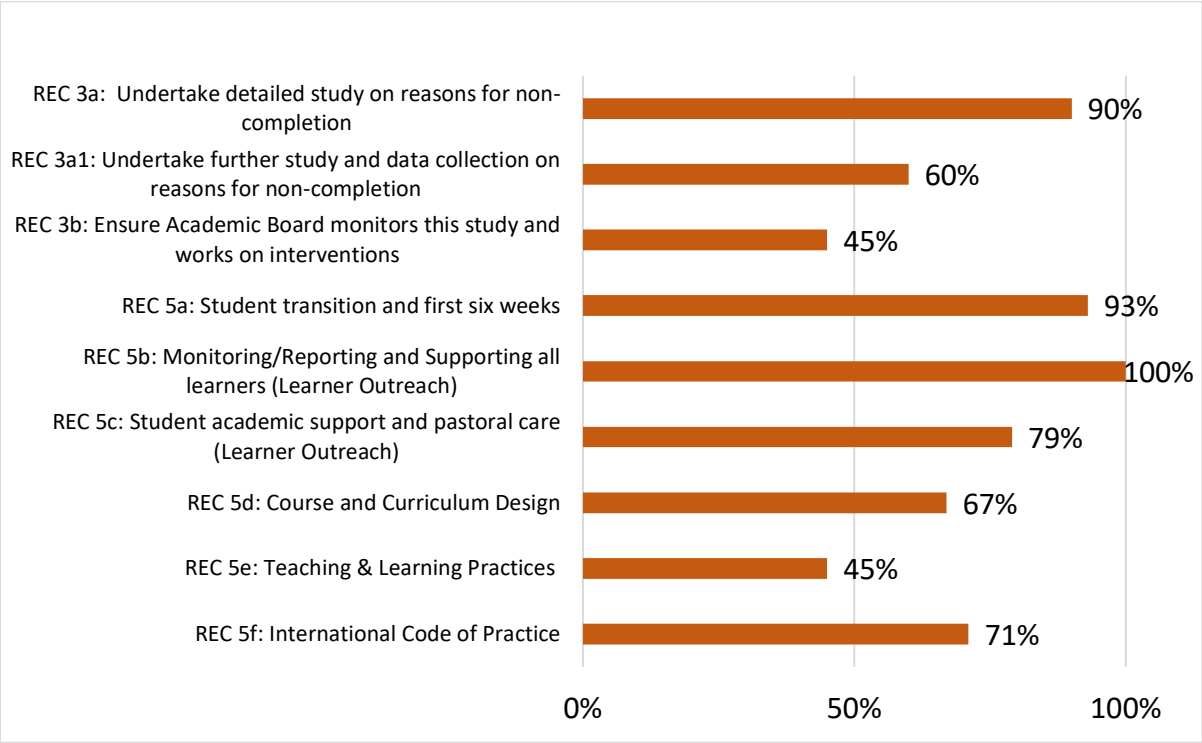 REC 3a:  Undertake detailed study on reasons for non-
completion
90%
REC 3a1: Undertake further study and data collection on
reasons for non-completion
60%
REC 3b: Ensure Academic Board monitors this study and
works on interventions
45%
REC 5a: Student transition and first six weeks
93%
REC 5b: Monitoring/Reporting and Supporting all
learners (Learner Outreach)
100%
REC 5c: Student academic support and pastoral care
(Learner Outreach)
79%
REC 5d: Course and Curriculum Design
67%
REC 5e: Teaching & Learning Practices
45%
REC 5f: International Code of Practice
71%
0% 50% 100%